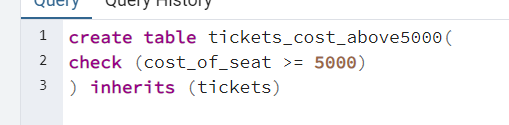 Query Query History
1 create table tickets_cost_above5000(
2 check (cost_of_seat >= 5000)
3 ) inherits (tickets)